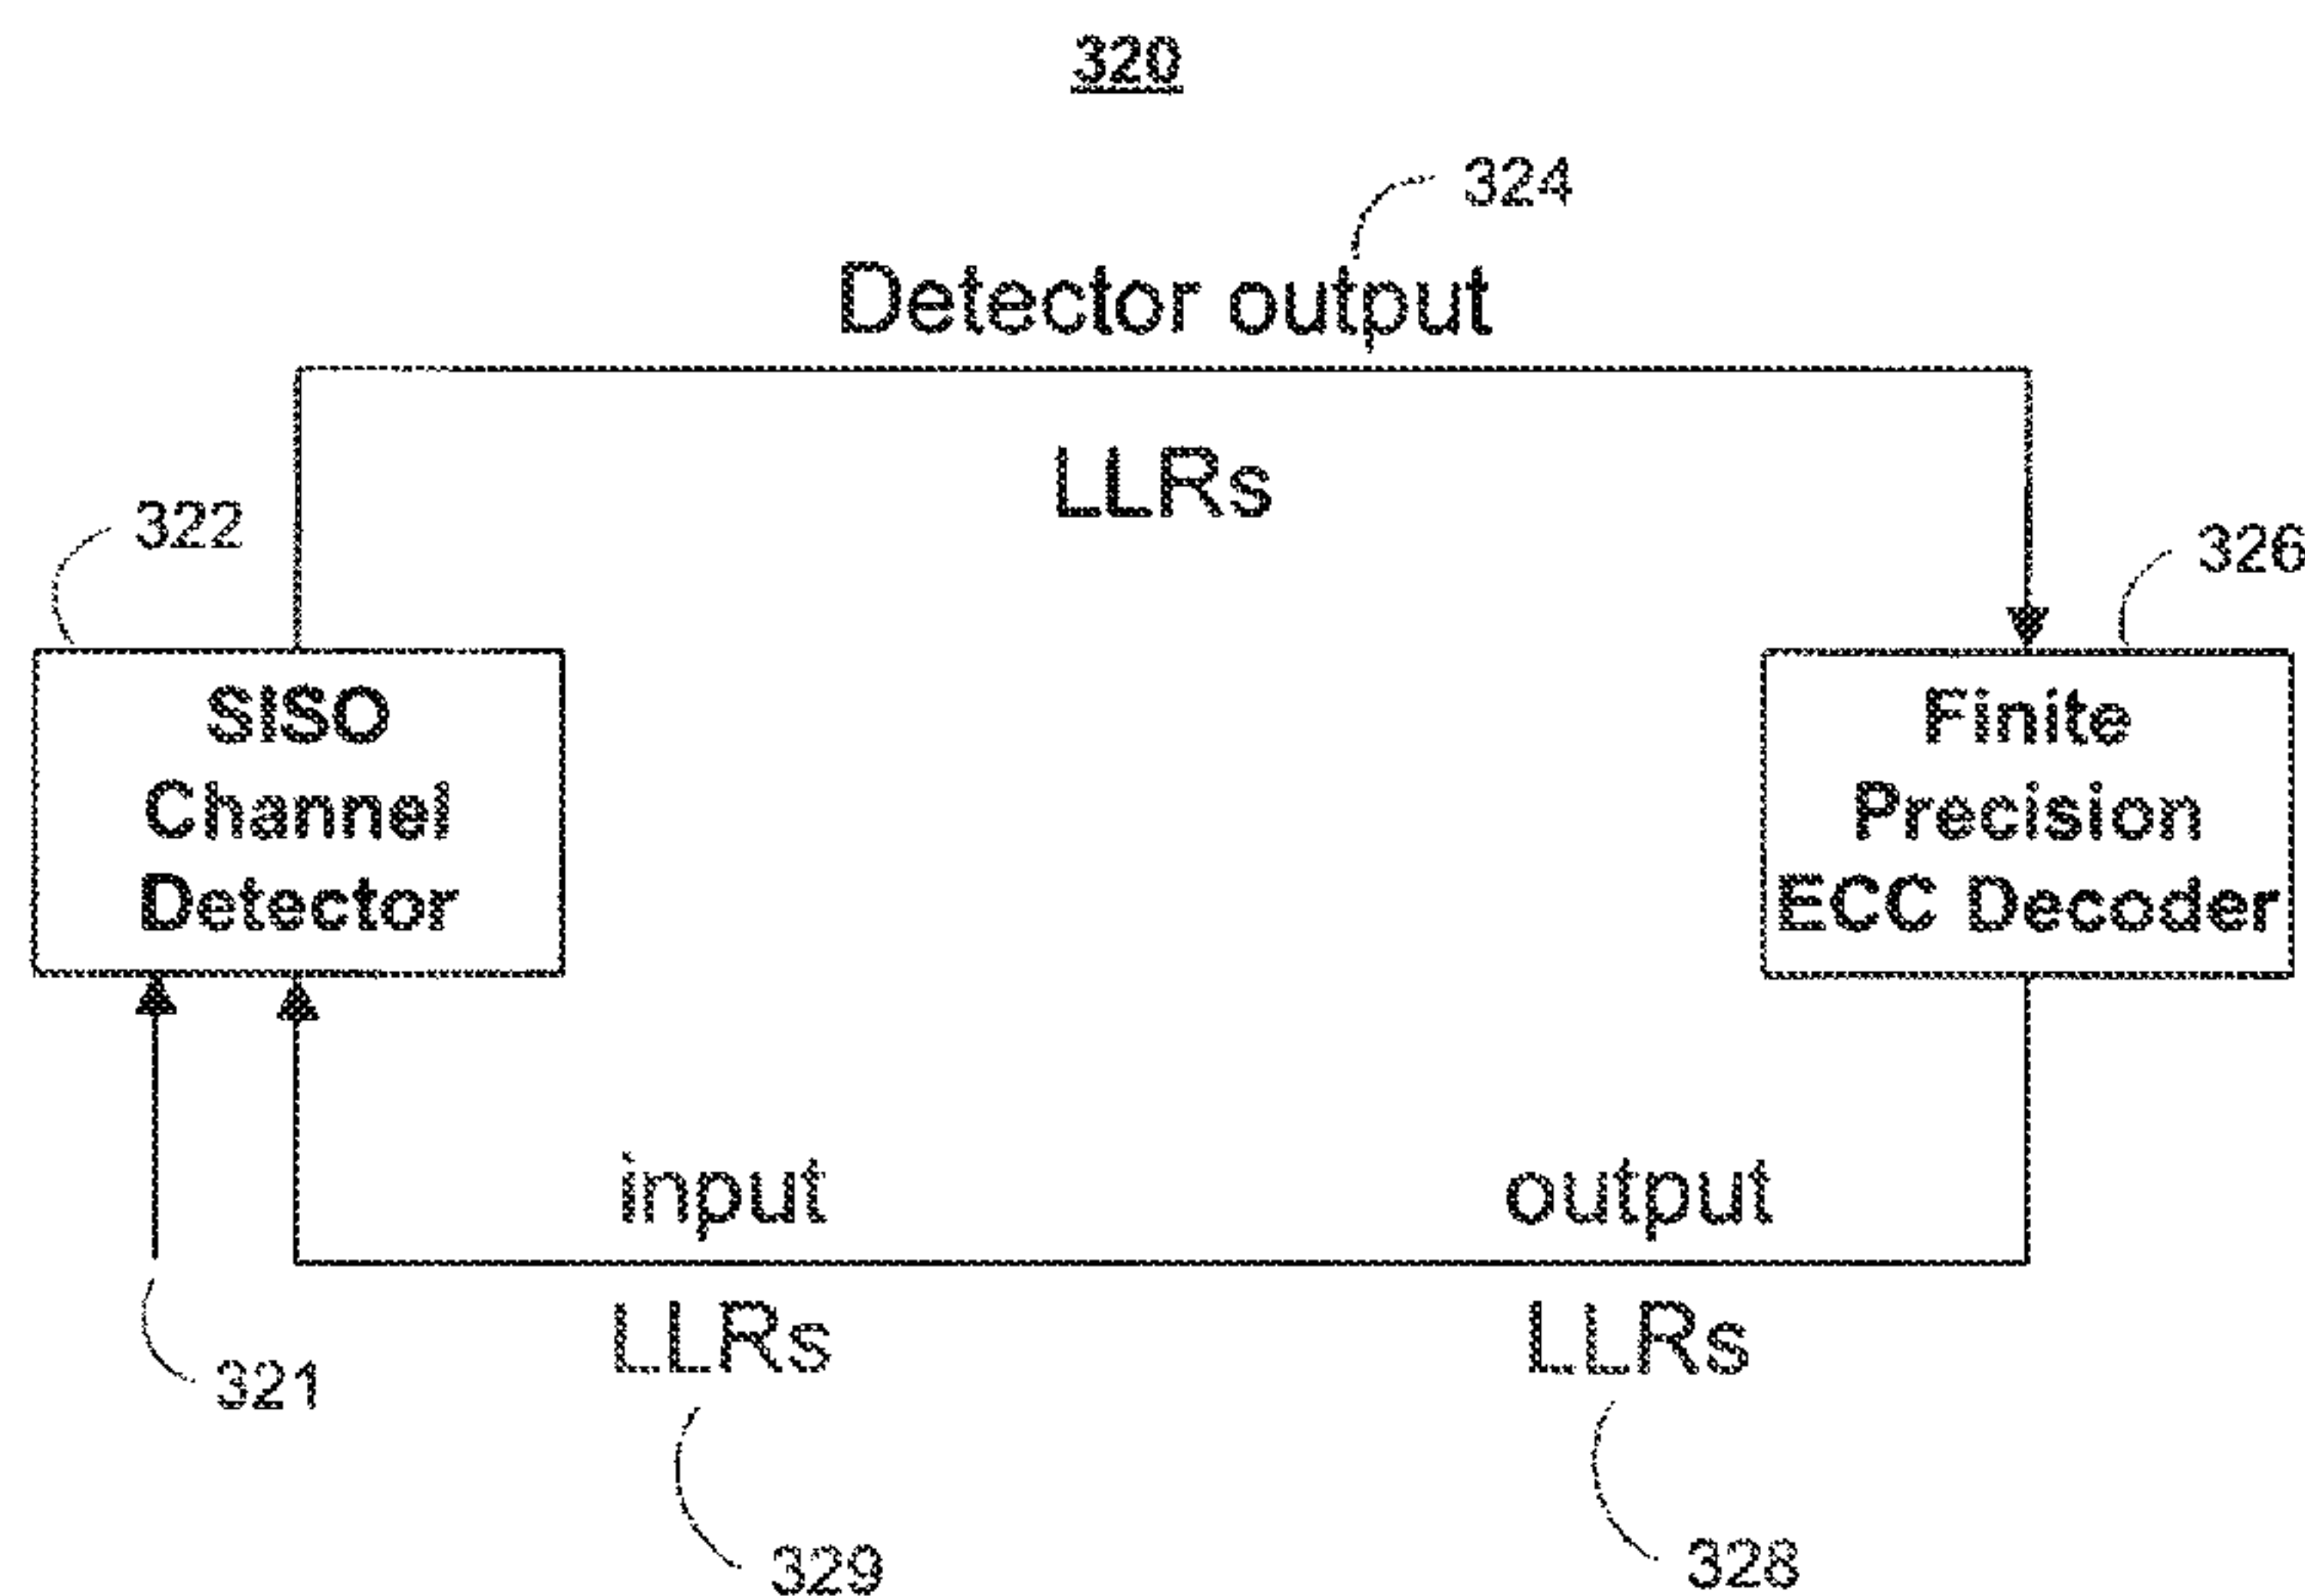 320
324
Detector output
LLRs
322
326
SISO
Channel
Detector
Finite
Precision
ECC Decoder
input
output
LLRs
LLRs
321
329
328